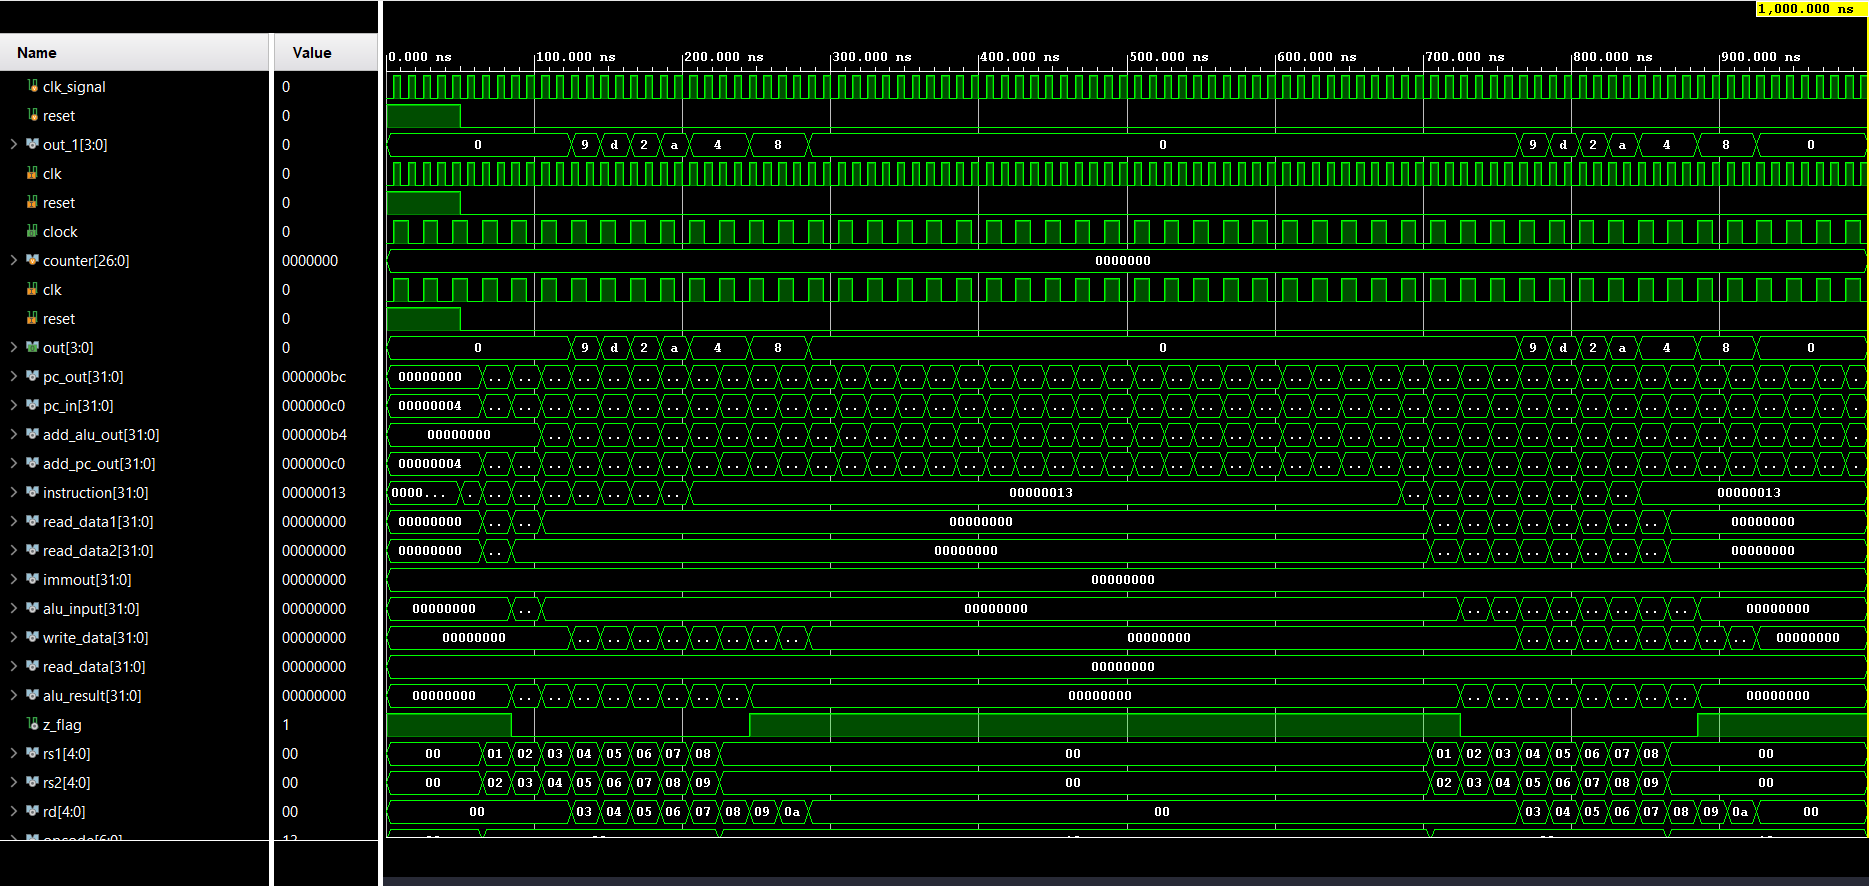 1,000.000 ns
Name Value 0.000 ns 100.000 ns 200.000 ns 300.000 ns 400.000 ns 500.000 ns 600.000 ns 700.000 ns 800.000 ns 900.000 ns
clk_signal 0
reset 0
out_1[3:0] 0 0 9 d 2 a 4 8 0 9 d 2 a 4 8 0
clk 0
reset 0
clock 0
counter[26:0] 0000000 0000000
clk 0
reset 0
out[3:0] 0 0 9 d 2 a 4 8 0 9 d 2 a 4 8 0
pc_out[31:0] 000000bc 00000000
pc_in[31:0] 000000c0 00000004
add_alu_out[31:0] 000000b4 00000000
add_pc_out[31:0] 000000c0 00000004
instruction[31:0] 00000013 0000... 00000013 00000013
read_data1[31:0] 00000000 00000000 00000000 00000000
read_data2[31:0] 00000000 00000000 00000000 00000000
immout[31:0] 00000000 00000000
alu_input[31:0] 00000000 00000000 00000000 00000000
write_data[31:0] 00000000 00000000 00000000 00000000
read_data[31:0] 00000000 00000000
alu_result[31:0] 00000000 00000000 00000000 00000000
z_flag 1
rs1[4:0] 00 00 01 02 03 04 05 06 07 08 00 01 02 03 04 05 06 07 08 00
rs2[4:0] 00 00 02 03 04 05 06 07 08 09 00 02 03 04 05 06 07 08 09 00
rd[4:0] 00 00 03 04 05 06 07 08 09 0a 00 03 04 05 06 07 08 09 0a 00